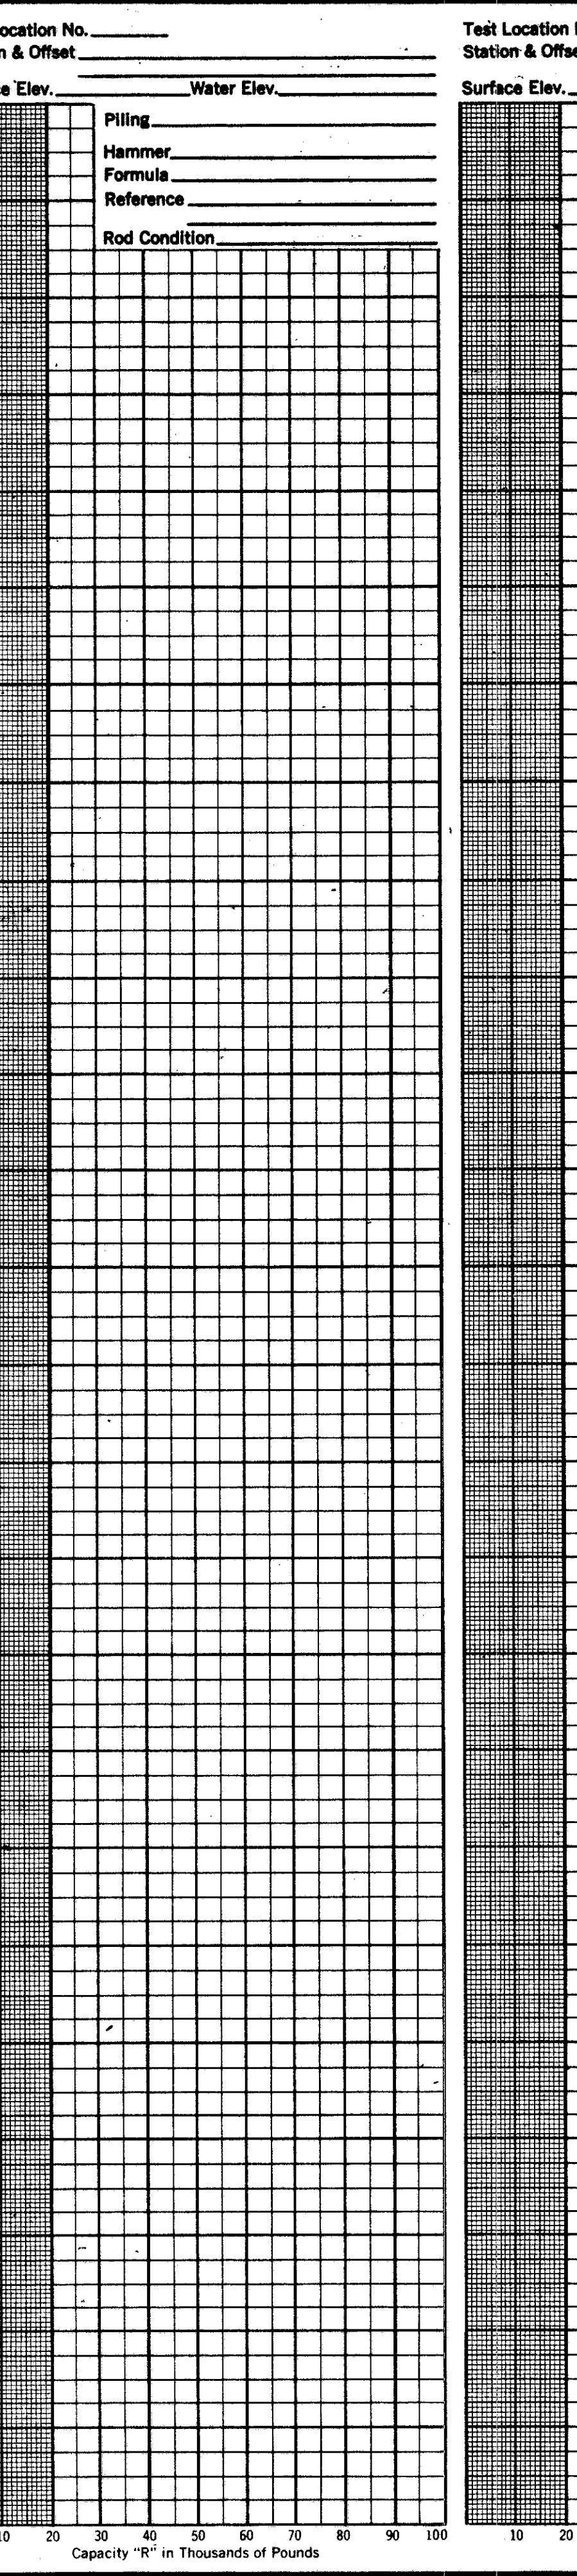 ocation No.
n & Offset
e Elev. Water Elev.
Piling
Hammer
Formula
Reference
Rod Condition
10 20 30 40 50 60 70 80 90 100
Capacity "R" in Thousands of Pounds
Test Location
Station & Offse
Surface Elev.
10 20